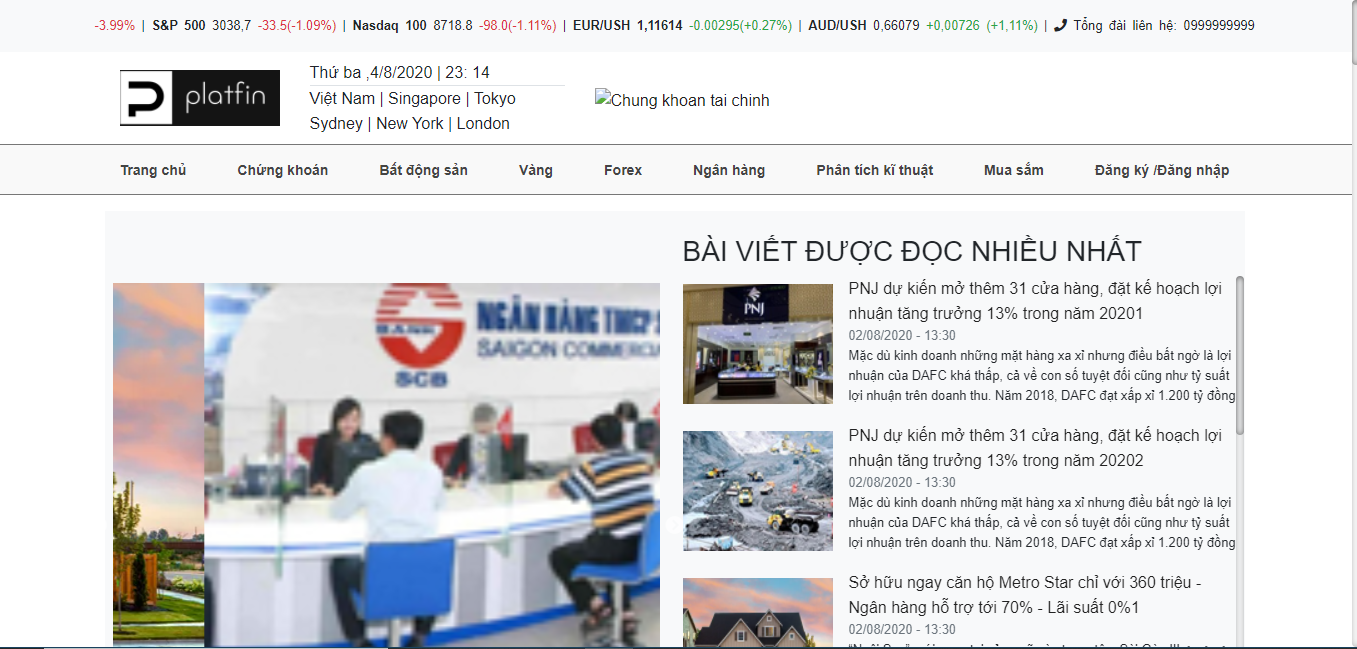 -3.99% | S&P 500 3038,7 -33.5(-1.09%) | Nasdaq 100 8718.8 -98.0(-1.11%) | EUR/USH 1,11614 -0.00295(+0.27%) | AUD/USH 0,66079 +0,00726 (+1,11%) | Tổng đài liên hệ: 0999999999
platfin
Thứ ba ,4/8/2020 | 23: 14
Việt Nam | Singapore | Tokyo
Sydney | New York | London
Chung khoan tai chinh
Trang chủ Chứng khoán Bất động sản Vàng Forex Ngân hàng Phân tích kĩ thuật Mua sắm Đăng ký /Đăng nhập
NGÂN HÀNG TMCP S
SAIGON COMMERCIA
BANK
SCB
BÀI VIẾT ĐƯỢC ĐỌC NHIỀU NHẤT
PNJ
PNJ dự kiến mở thêm 31 cửa hàng, đặt kế hoạch lợi
nhuận tăng trưởng 13% trong năm 20201
02/08/2020 - 13:30
Mặc dù kinh doanh những mặt hàng xa xỉ nhưng điều bất ngờ là lợi
nhuận của DAFC khá thấp, cả về con số tuyệt đối cũng như tỷ suất
lợi nhuận trên doanh thu. Năm 2018, DAFC đạt xấp xỉ 1.200 tỷ đồng
PNJ dự kiến mở thêm 31 cửa hàng, đặt kế hoạch lợi
nhuận tăng trưởng 13% trong năm 20202
02/08/2020 - 13:30
Mặc dù kinh doanh những mặt hàng xa xỉ nhưng điều bất ngờ là lợi
nhuận của DAFC khá thấp, cả về con số tuyệt đối cũng như tỷ suất
lợi nhuận trên doanh thu. Năm 2018, DAFC đạt xấp xỉ 1.200 tỷ đồng
Sở hữu ngay căn hộ Metro Star chỉ với 360 triệu -
Ngân hàng hỗ trợ tới 70% - Lãi suất 0%1
02/08/2020 - 13:30